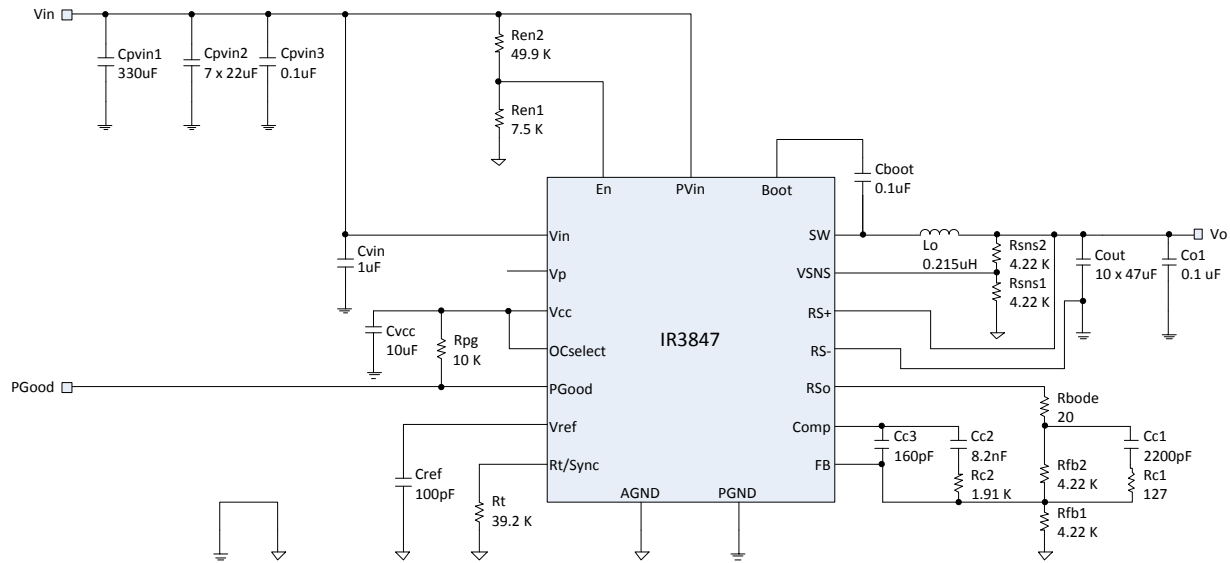 Vin
Cpvin1
330uF
Cpvin2
7 x 22uF
Cpvin3
0.1uF
Ren2
49.9 K
Ren1
7.5 K
Cboot
0.1uF
En
PVin
Boot
Vin
SW
Cvin
1uF
Vp
VSNS
Lo
0.215uH
Rsns2
4.22 K
Rsns1
4.22 K
Cout
10 x 47uF
Co1
0.1 uF
Vo
Vcc
RS+
Cvcc
10uF
Rpg
10 K
OCselect
IR3847
RS-
PGood
PGood
RSo
Rbode
20
Vref
Comp
Cc3
160pF
Cc2
8.2nF
Cc1
2200pF
Cref
100pF
Rt/Sync
FB
Rc2
1.91 K
Rfb2
4.22 K
Rc1
127
Rt
39.2 K
AGND
PGND
Rfb1
4.22 K